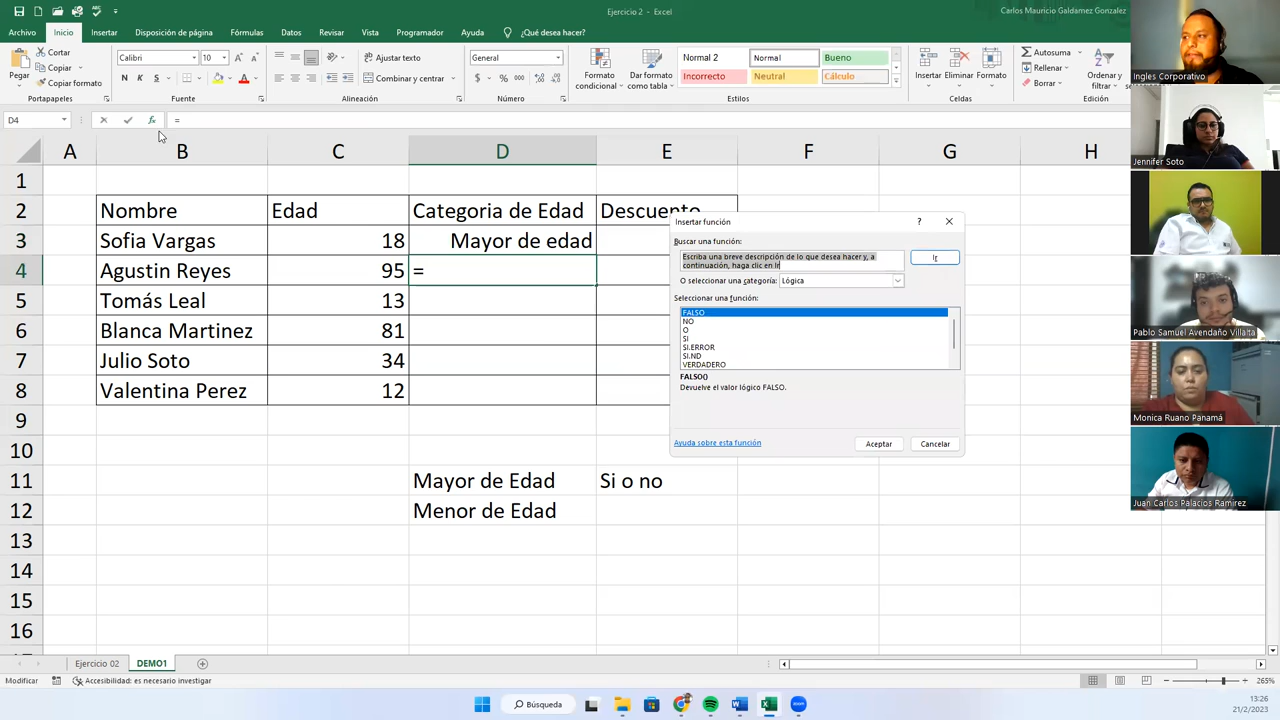 Ejercicio 2 - Excel
Carlos Mauricio Galdamez Gonzalez
Archivo Inicio Insertar Disposición de página Fórmulas Datos Revisar Vista Programador Ayuda ¿Qué desea hacer?
Pegar
Cortar
Copiar
Copiar formato
Portapapeles
Calibri 10
N K S
Fuente
Ajustar texto
Combinar y centrar
Alineación
General
$ % 000
Número
Formato condicional
Dar formato como tabla
Normal 2 Normal Bueno
Incorrecto Neutral Cálculo
Estilos
Insertar Eliminar Formato
Celdas
Autosuma
Rellenar
Borrar
Ordenar y filtrar
Edición
D4 fx =
A B C D E F G H
1
2 Nombre Edad Categoria de Edad Descuento
3 Sofia Vargas 18 Mayor de edad
4 Agustin Reyes 95 =
5 Tomás Leal 13
6 Blanca Martinez 81
7 Julio Soto 34
8 Valentina Perez 12
9
10
11 Mayor de Edad Si o no
12 Menor de Edad
13
14
15
16
Insertar función ?
Buscar una función:
Escriba una breve descripción de lo que desea hacer y, a
continuación, haga clic en Ir
Ir
O seleccionar una categoría: Lógica
Seleccionar una función:
FALSO
NO
O
SI
SI.ERROR
SI.ND
VERDADERO
FALSO()
Devuelve el valor lógico FALSO.
Ayuda sobre esta función
Aceptar Cancelar
Ingles Corporativo
Jennifer Soto
Pablo Samuel Avendaño Villalta
Monica Ruano Panamá
Juan Carlos Palacios Ramirez
Ejercicio 02 DEMO1
Modificar Accesibilidad: es necesario investigar 265%
Búsqueda
13:26
21/2/2023